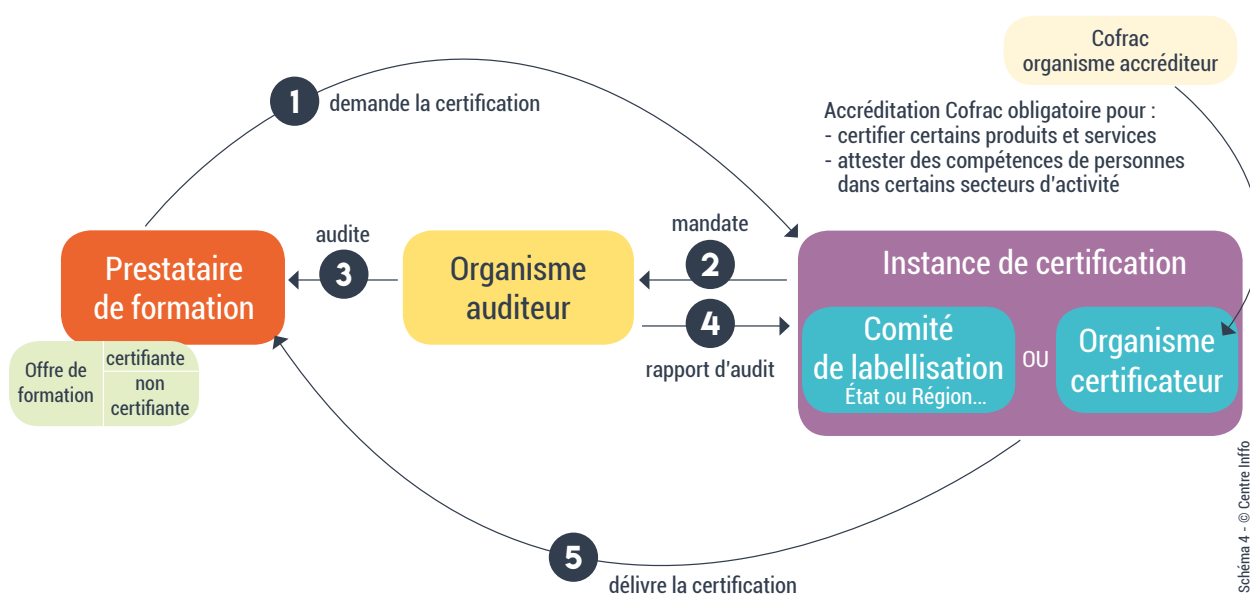 Cofrac
organisme accréditeur
Accréditation Cofrac obligatoire pour :
- certifier certains produits et services
- attester des compétences de personnes
dans certains secteurs d'activité
1
demande la certification
Prestataire
de formation
Offre de
formation
certifiante
non
certifiante
audite
3
Organisme
auditeur
mandate
2
4
rapport d'audit
Instance de certification
Comité
de labellisation
État ou Région...
OU
Organisme
certificateur
5
délivre la certification
Schéma 4 - © Centre Inffo